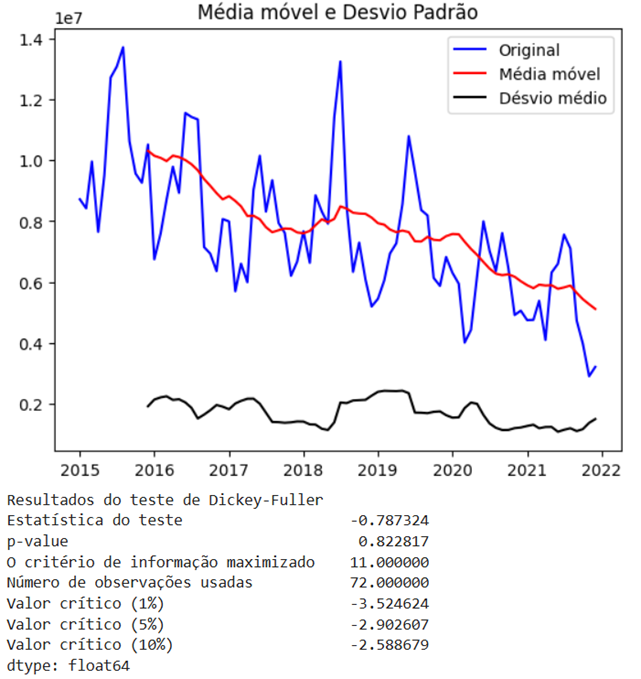 Média móvel e Desvio Padrão
1e7
Original
Média móvel
Désvio médio
1.4
1.2
1.0
0.8
0.6
0.4
0.2
2015 2016 2017 2018 2019 2020 2021 2022
Resultados do teste de Dickey-Fuller
Estatística do teste -0.787324
p-value 0.822817
O critério de informação maximizado 11.000000
Número de observações usadas 72.000000
Valor crítico (1%) -3.524624
Valor crítico (5%) -2.902607
Valor crítico (10%) -2.588679
dtype: float64